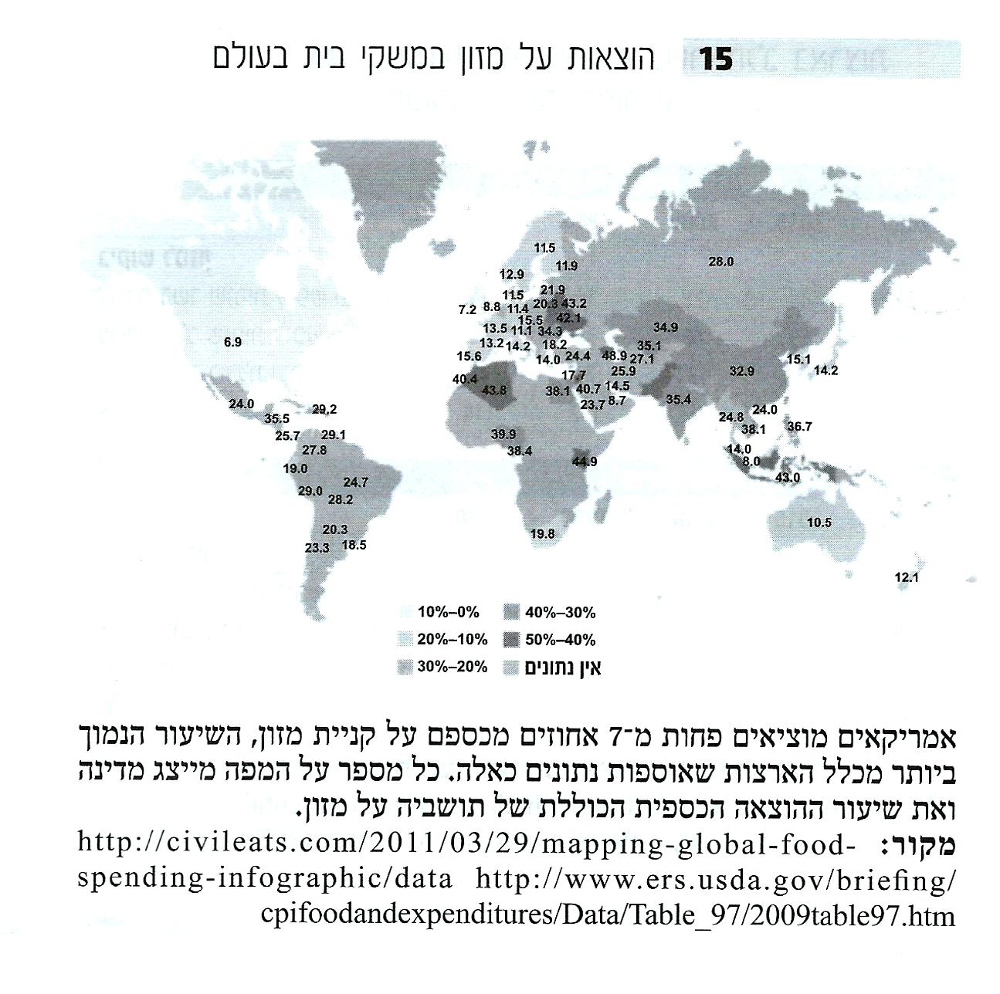 15 הוצאות על מזון במשקי בית בעולם
11.5
28.0
11.9
12.9
21.9
11.5
7.2 8.8 11.4 20.3 43.2
15.5 42.1
13.5 11.1 34.3 34.9
6.9 13.2 14.2 18.2 35.1
15.6 14.0 24.4 48.9 27.1 15.1
17.7 25.9 32.9 14.2
40.4 43.8 38.1 40.7 14.5
24.0 29.2 23.7 8.7 35.4 24.0
35.5 24.8 38.1 36.7
25.7 29.1 39.9
27.8 38.4 14.0
19.0 44.9 8.0
24.7 43.0
29.0 28.2
20.3 19.8 10.5
23.3 18.5
12.1
10%–0% 40%–30%
20%–10% 50%–40%
30%–20% אין נתונים
אמריקאים מוציאים פחות מ־7 אחוזים מכספם על קניית מזון, השיעור הנמוך
ביותר מכלל הארצות שאוספות נתונים כאלה. כל מספר על המפה מייצג מדינה
ואת שיעור ההוצאה הכספית הכוללת של תושביה על מזון.
מקור: http://civileats.com/2011/03/29/mapping-global-food-
spending-infographic/data http://www.ers.usda.gov/briefing/
cpifoodandexpenditures/Data/Table_97/2009table97.htm